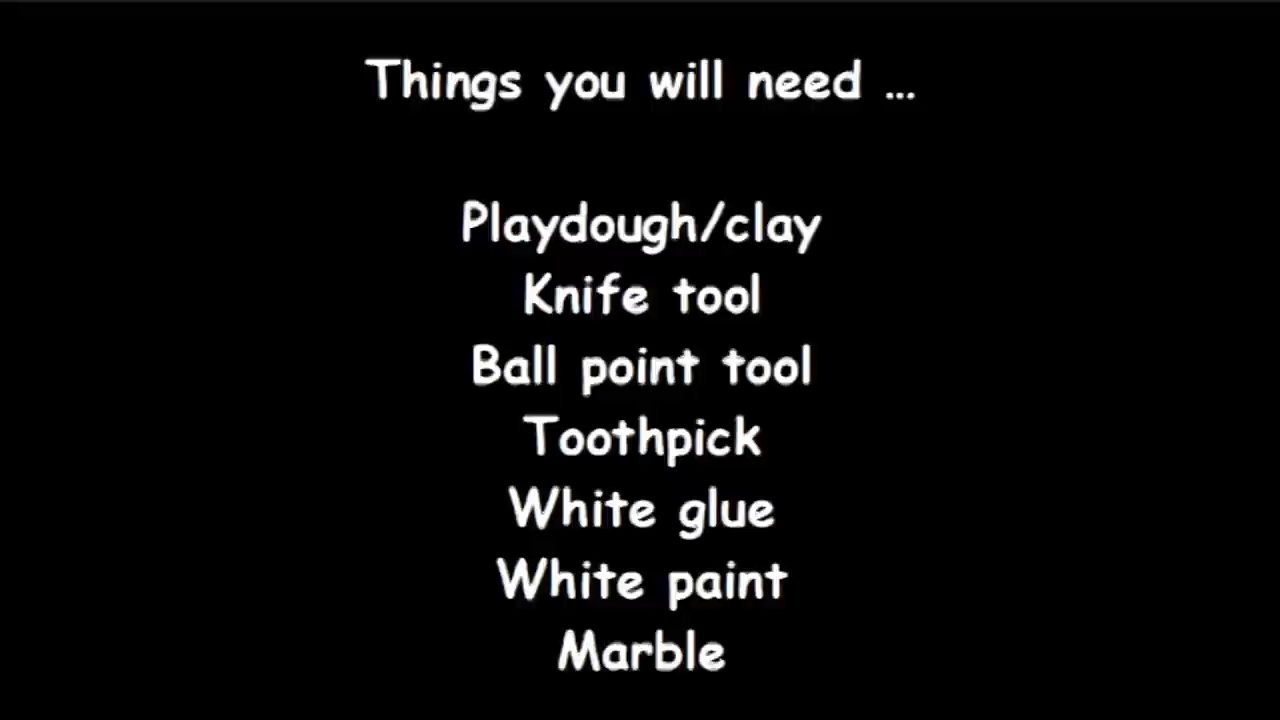 Things you will need ...
Playdough/clay
Knife tool
Ball point tool
Toothpick
White glue
White paint
Marble